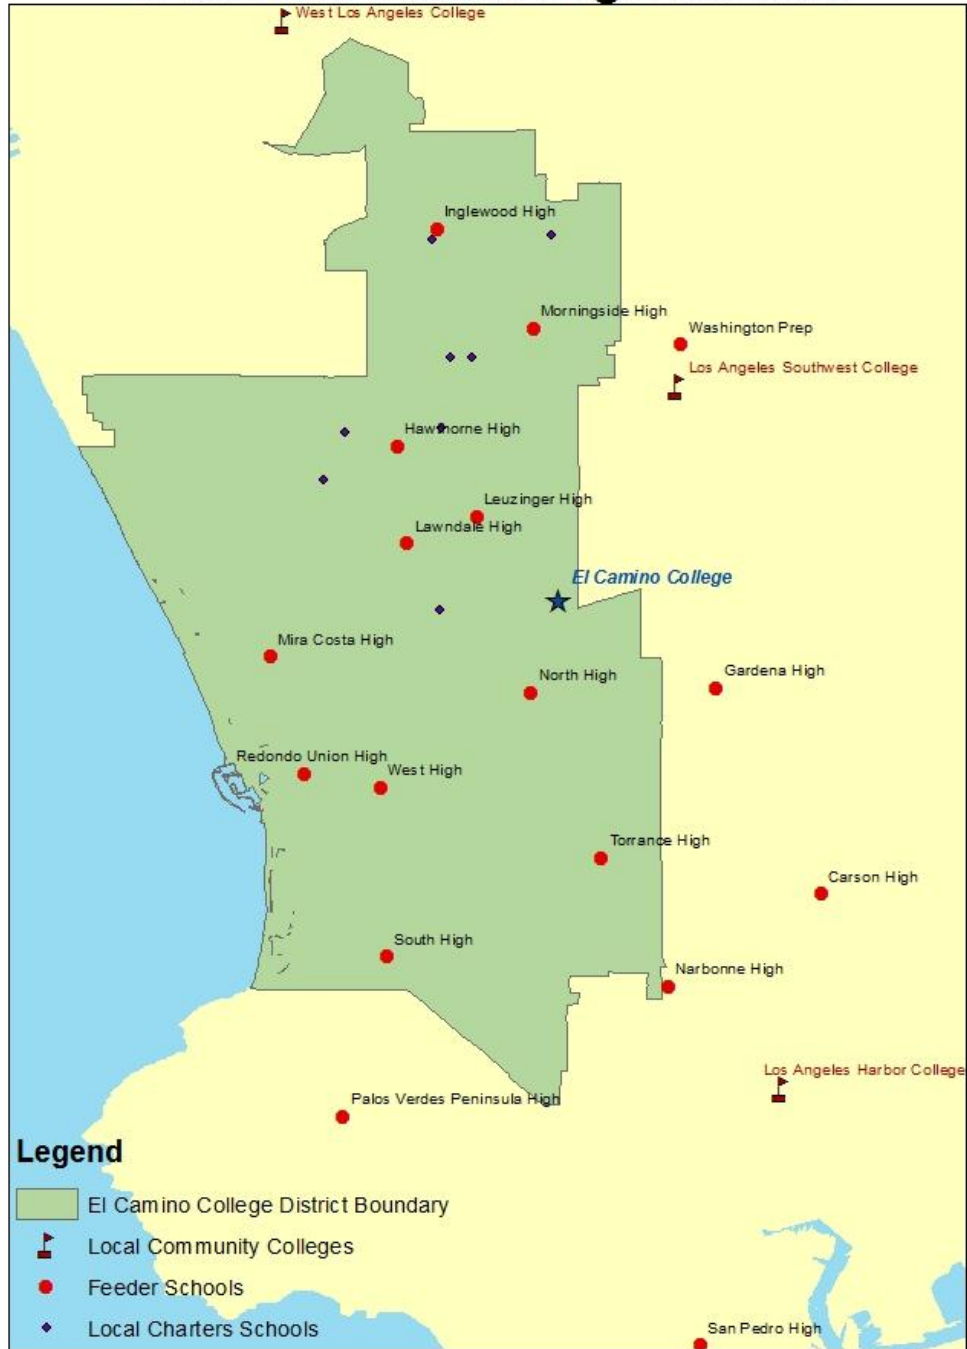 West Los Angeles College
Inglewood High
Morningside High
Washington Prep
Los Angeles Southwest College
Hawthorne High
Leuzinger High
Lawndale High
El Camino College
Mira Costa High
North High
Gardena High
Redondo Union High
West High
Torrance High
Carson High
South High
Narbonne High
Los Angeles Harbor College
Palos Verdes Peninsula High
Legend
El Camino College District Boundary
Local Community Colleges
Feeder Schools
Local Charters Schools
San Pedro High